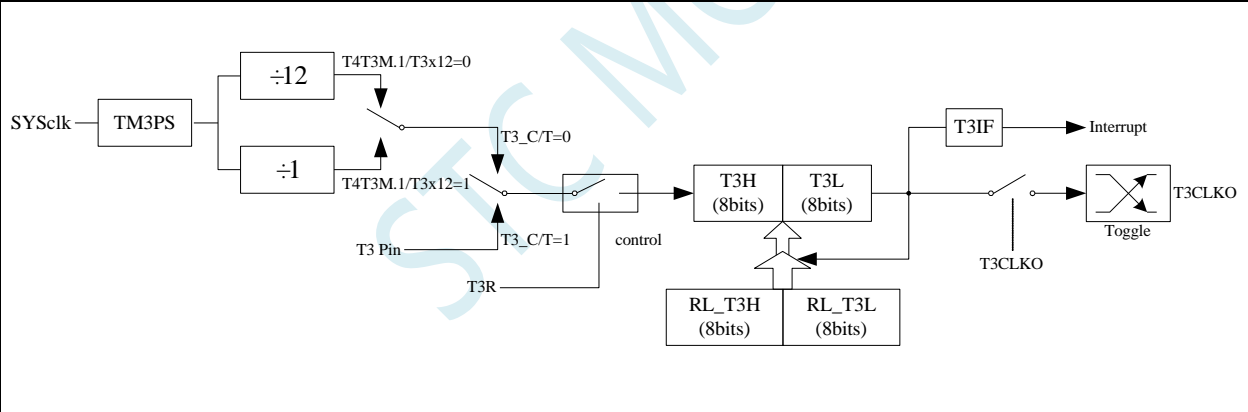 ÷12
T4T3M.1/T3x12=0
SYSclk
TM3PS
÷1
T4T3M.1/T3x12=1
T3_C/T=0
T3 Pin
T3_C/T=1
T3R
control
T3H
(8bits)
T3L
(8bits)
RL_T3H
(8bits)
RL_T3L
(8bits)
T3IF
Interrupt
T3CLKO
Toggle
T3CLKO